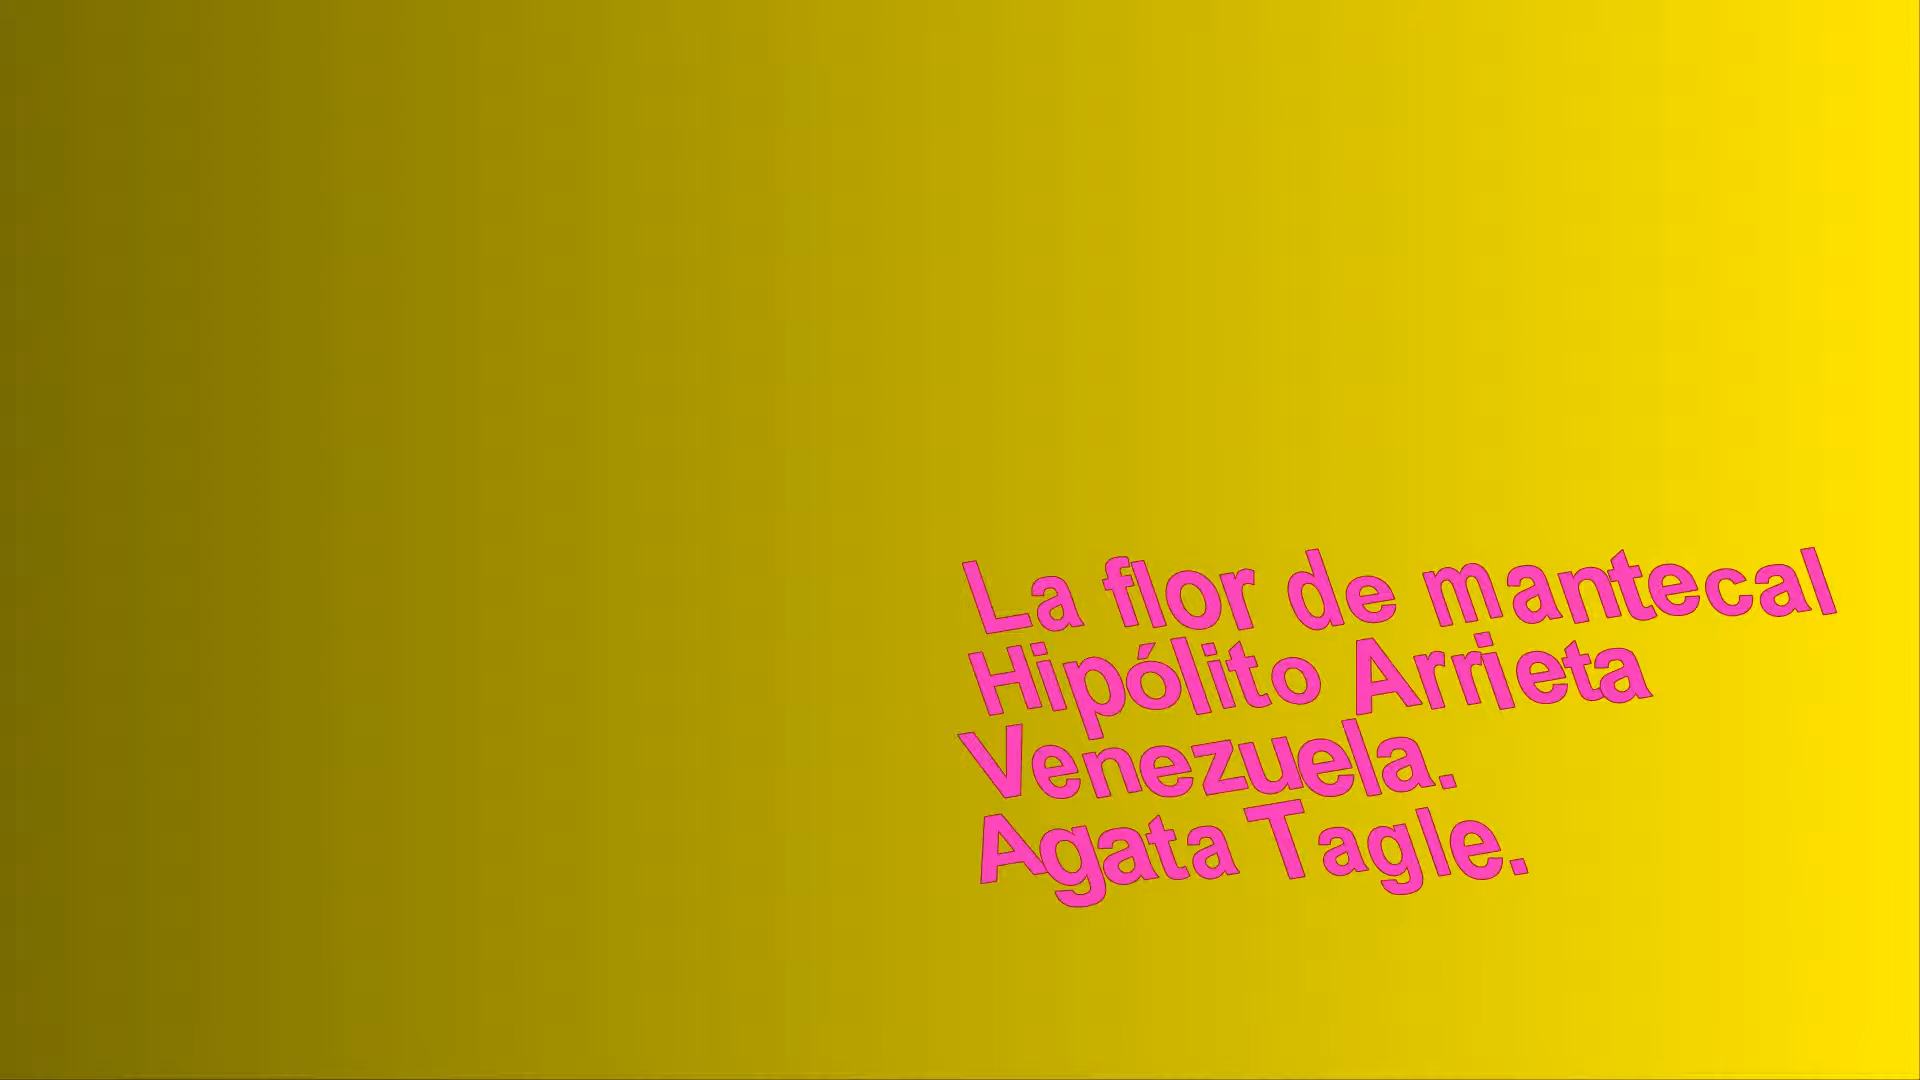 La flor de mantecal
Hipólito Arrieta
Venezuela.
Agata Tagle.